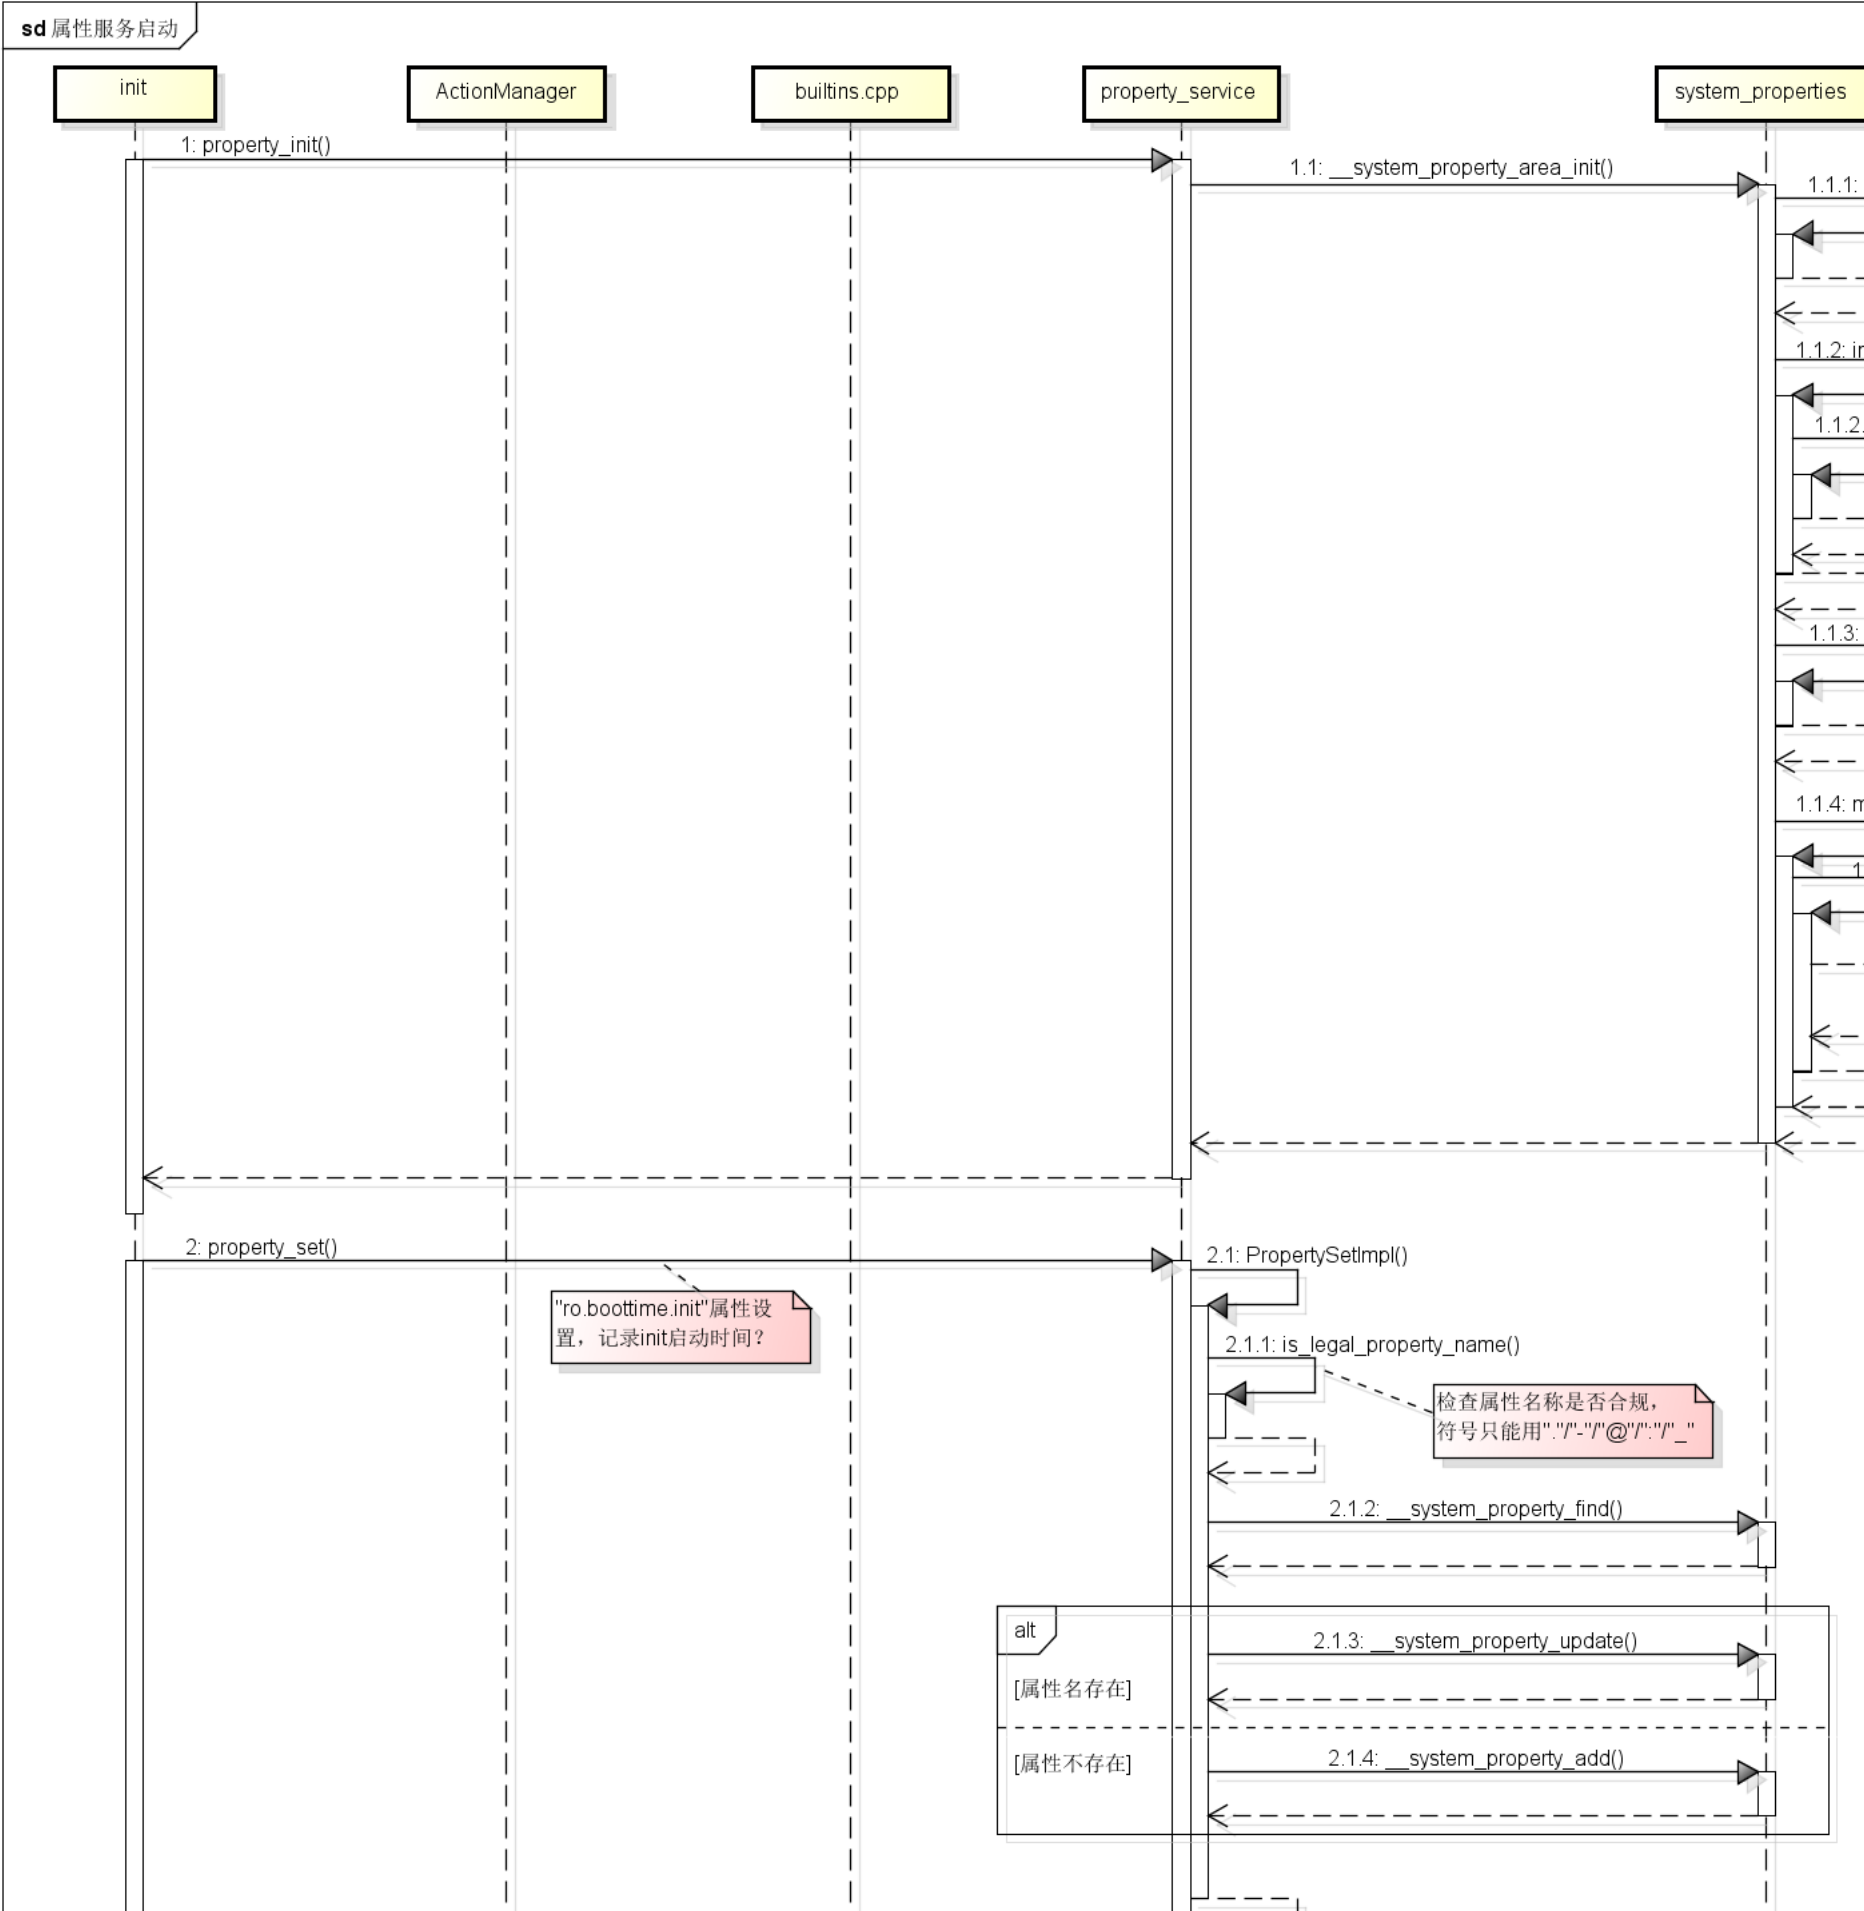 sd 属性服务启动
init
ActionManager
builtins.cpp
property_service
system_properties
1: property_init()
1.1: __system_property_area_init()
1.1.1:
1.1.2:
1.1.2.
1.1.3:
1.1.4:
2: property_set()
2.1: PropertySetImpl()
"ro.boottime.init"属性设
置，记录init启动时间？
2.1.1: is_legal_property_name()
检查属性名称是否合规，
符号只能用"."/"-"/"@"/":"/"_"
2.1.2: __system_property_find()
alt
2.1.3: __system_property_update()
[属性名存在]
2.1.4: __system_property_add()
[属性不存在]